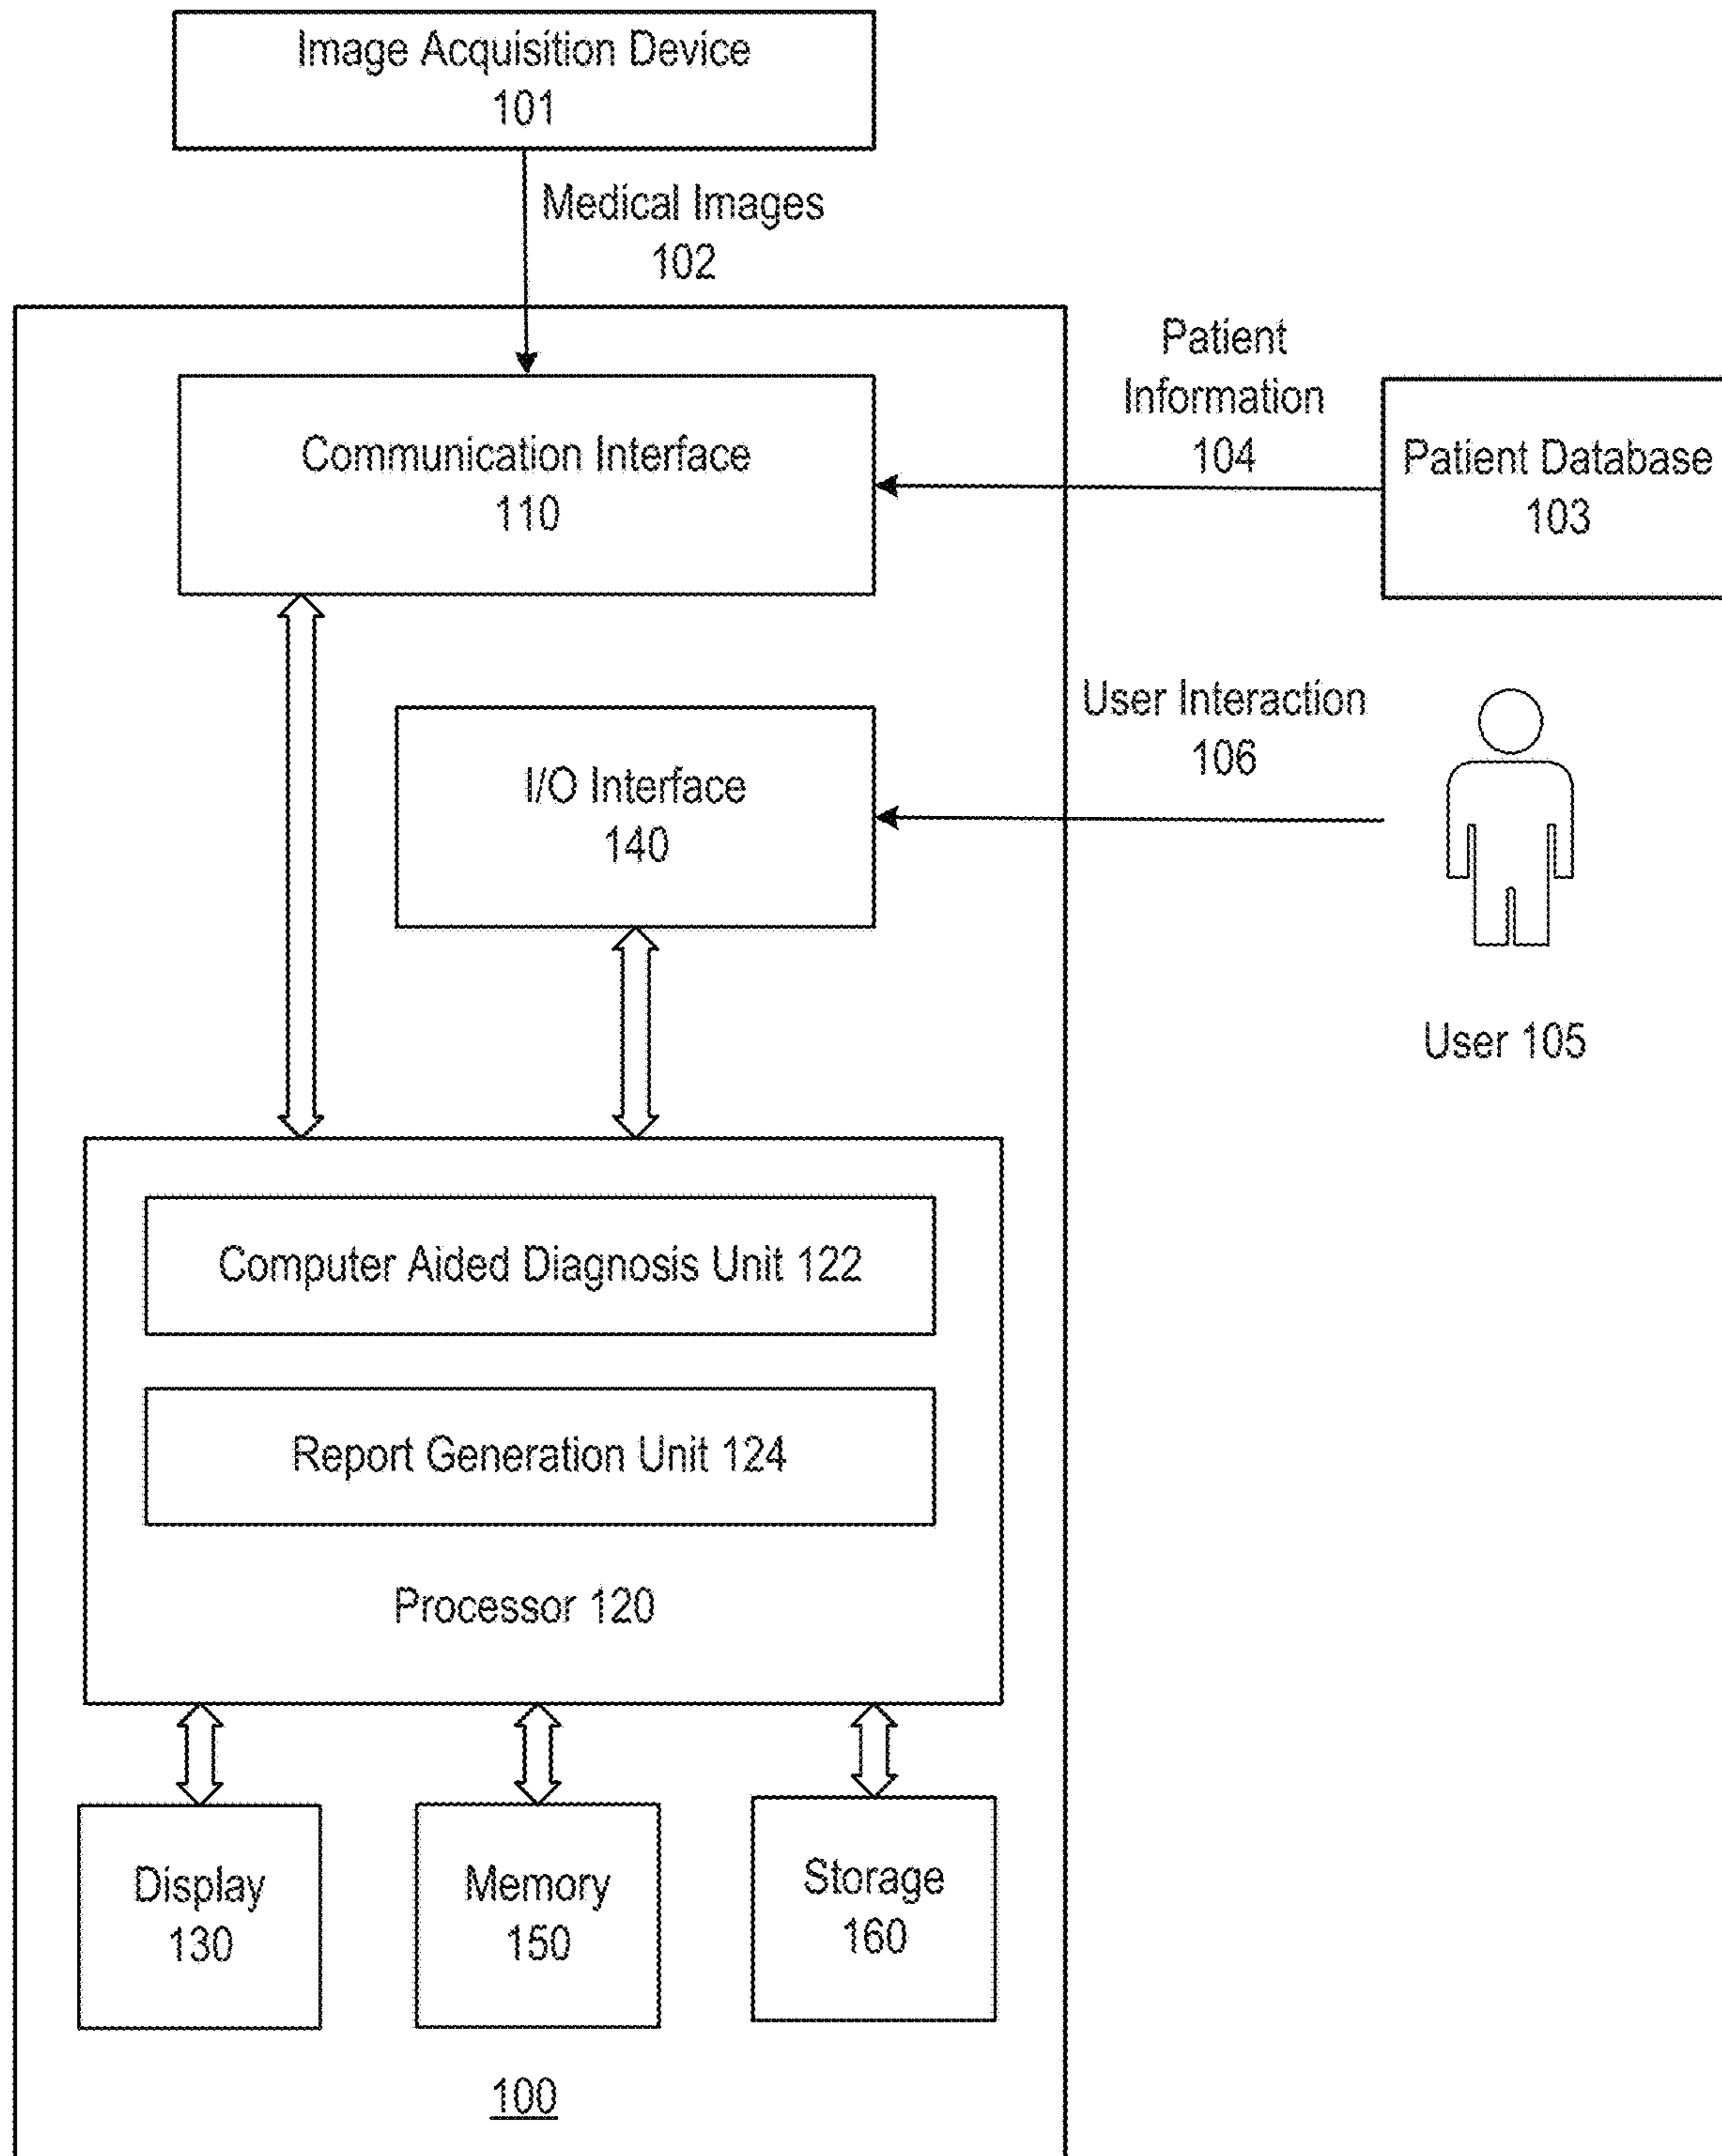 Image Acquisition Device
101
Medical Images
102
Patient
Information
104
Communication Interface
110
Patient Database
103
User Interaction
106
I/O Interface
140
User 105
Computer Aided Diagnosis Unit 122
Report Generation Unit 124
Processor 120
Display
130
Memory
150
Storage
160
100